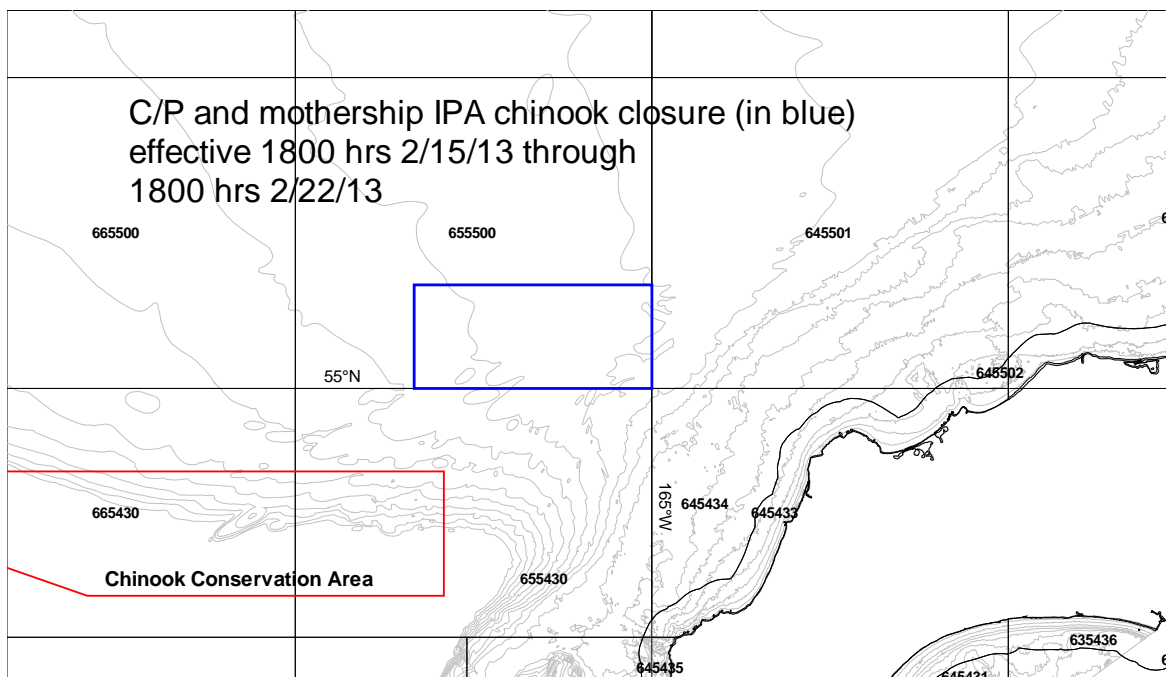 C/P and mothership IPA chinook closure (in blue)
effective 1800 hrs 2/15/13 through
1800 hrs 2/22/13
665500
655500
645501
55°N
645502
665430
165°W
645434
645433
Chinook Conservation Area
655430
645435
635436
645431